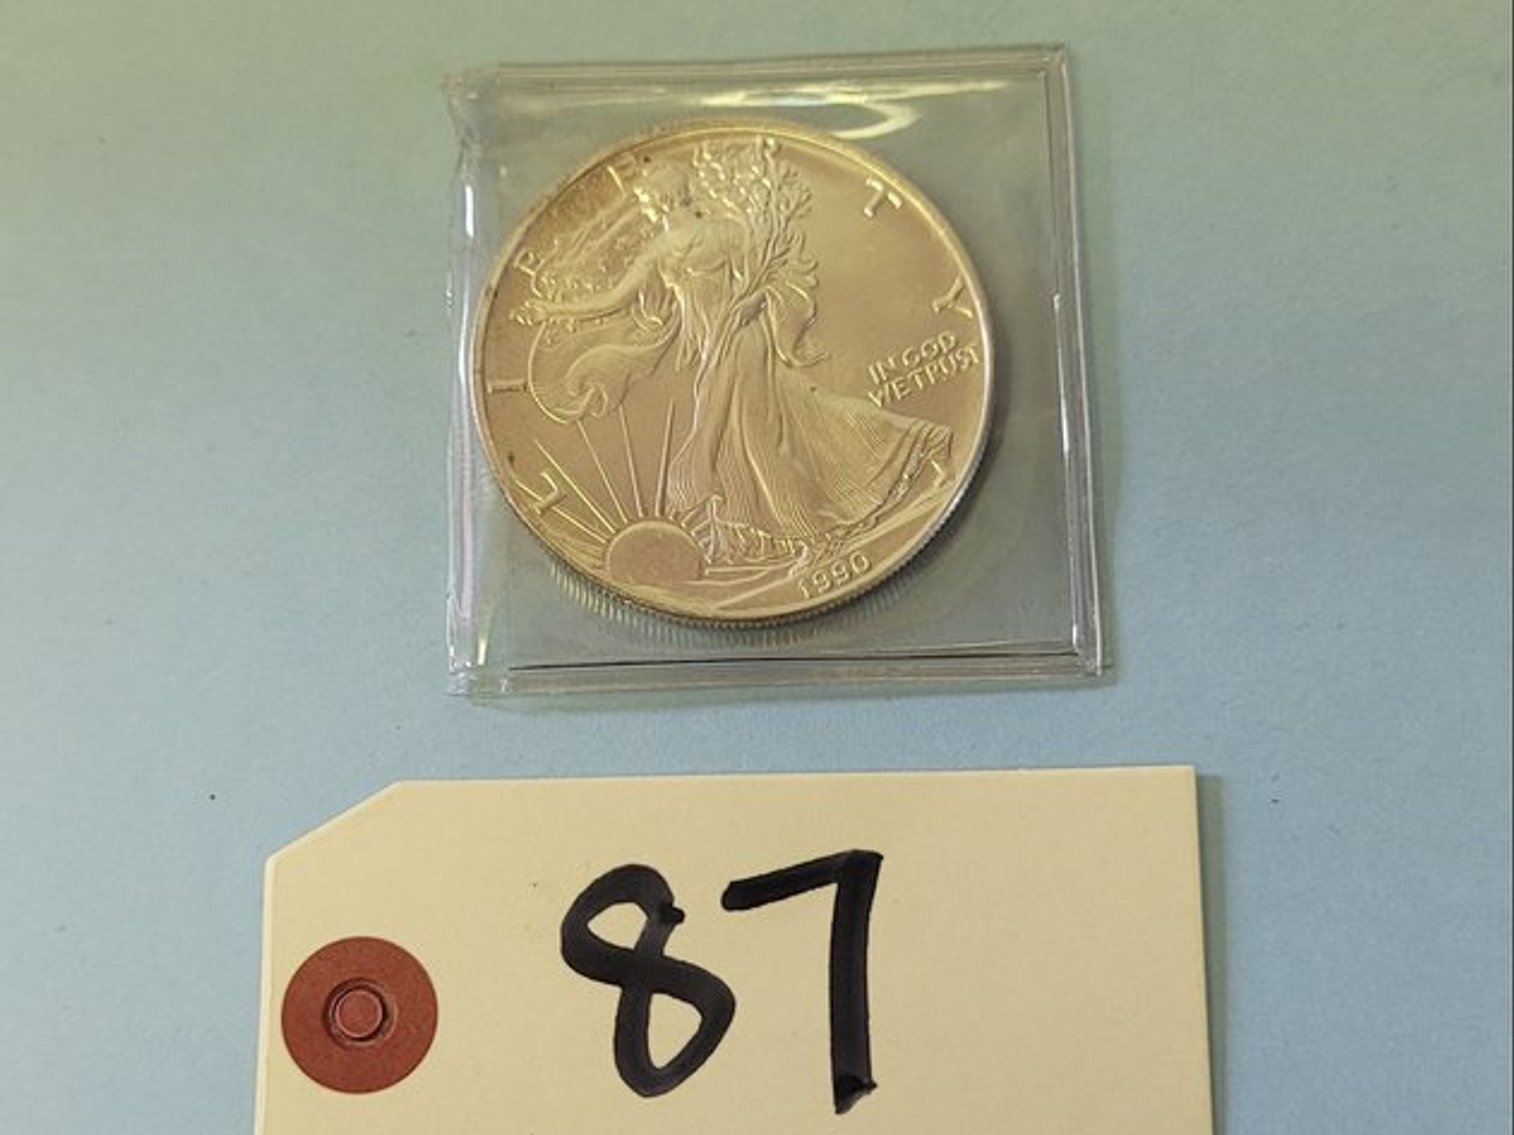 LIBERTY
IN GOD
WE TRUST
1990
87